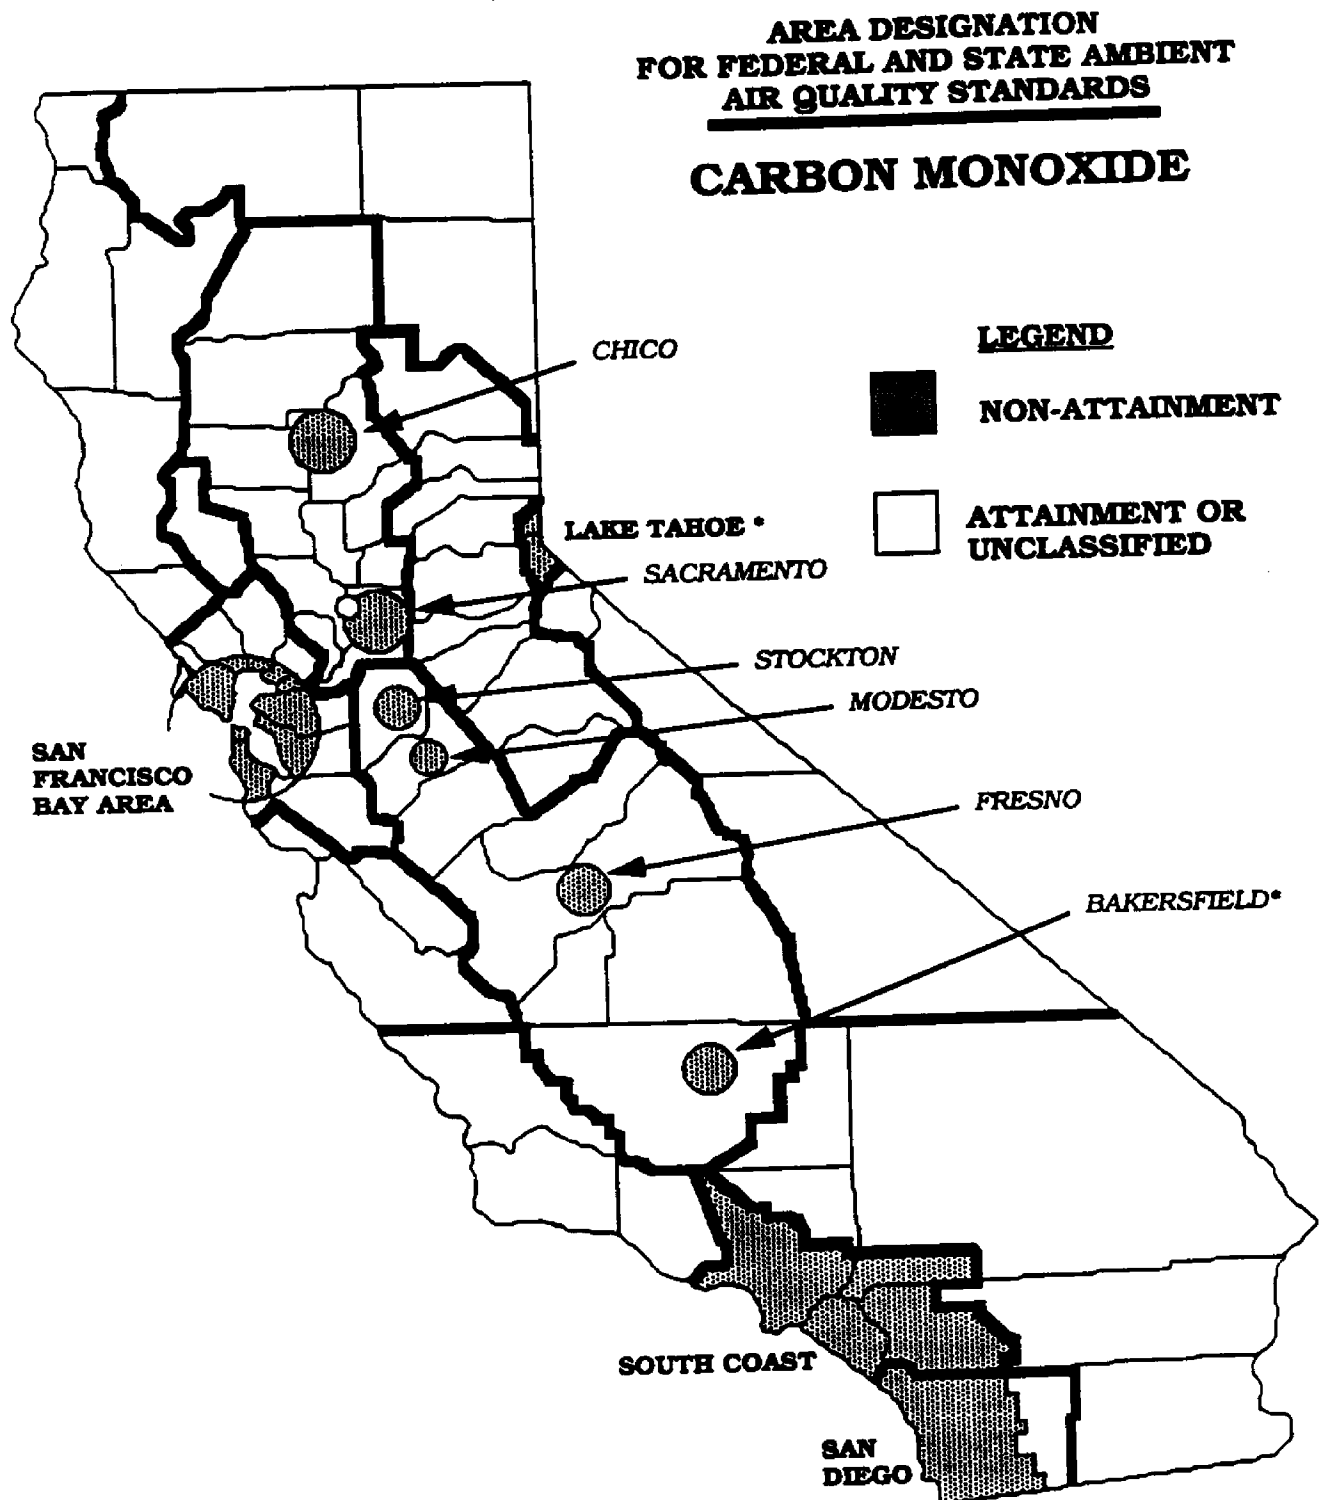 AREA DESIGNATION
FOR FEDERAL AND STATE AMBIENT
AIR QUALITY STANDARDS
CARBON MONOXIDE
LEGEND
NON-ATTAINMENT
ATTAINMENT OR
UNCLASSIFIED
CHICO
LAKE TAHOE *
SACRAMENTO
STOCKTON
MODESTO
SAN
FRANCISCO
BAY AREA
FRESNO
BAKERSFIELD*
SOUTH COAST
SAN
DIEGO